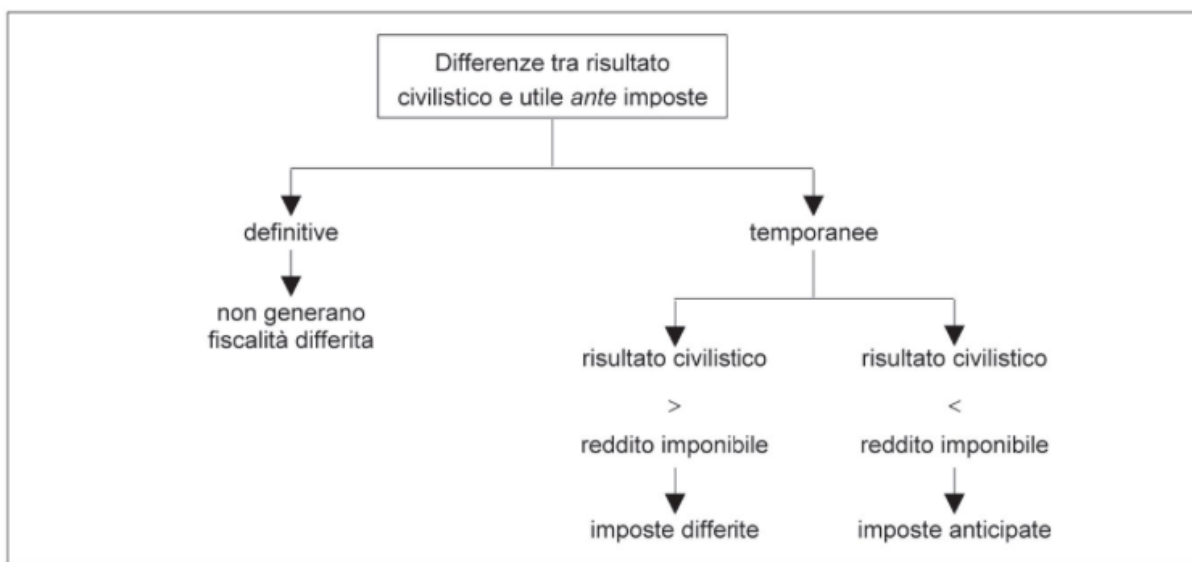 Differenze tra risultato
civilistico e utile ante imposte
definitive
temporanee
non generano
fiscalità differita
risultato civilistico
>
reddito imponibile
imposte differite
risultato civilistico
<
reddito imponibile
imposte anticipate